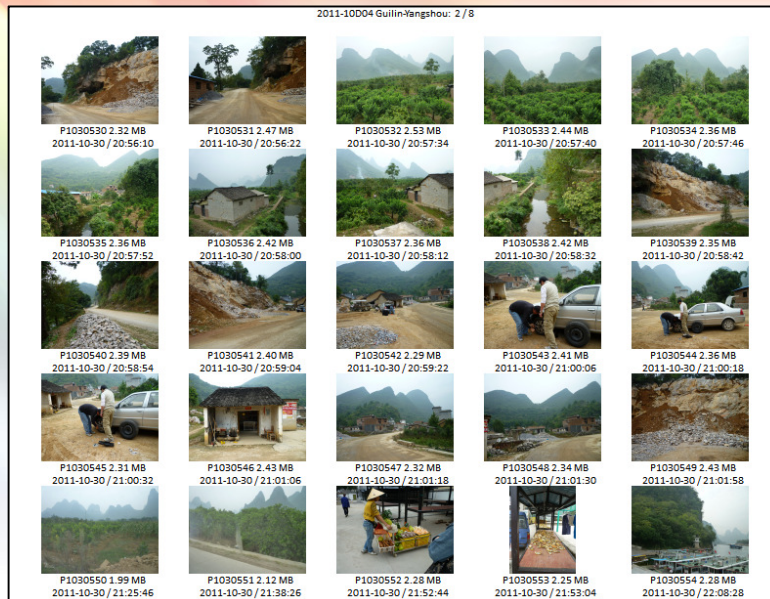 2011-10D04 Guilin-Yangshou: 2 / 8
P1030530 2.32 MB
2011-10-30 / 20:56:10
P1030531 2.47 MB
2011-10-30 / 20:56:22
P1030532 2.53 MB
2011-10-30 / 20:57:34
P1030533 2.44 MB
2011-10-30 / 20:57:40
P1030534 2.36 MB
2011-10-30 / 20:57:46
P1030535 2.36 MB
2011-10-30 / 20:57:52
P1030536 2.42 MB
2011-10-30 / 20:58:00
P1030537 2.36 MB
2011-10-30 / 20:58:12
P1030538 2.42 MB
2011-10-30 / 20:58:32
P1030539 2.35 MB
2011-10-30 / 20:58:42
P1030540 2.39 MB
2011-10-30 / 20:58:54
P1030541 2.40 MB
2011-10-30 / 20:59:04
P1030542 2.29 MB
2011-10-30 / 20:59:22
P1030543 2.41 MB
2011-10-30 / 21:00:06
P1030544 2.36 MB
2011-10-30 / 21:00:18
P1030545 2.31 MB
2011-10-30 / 21:00:32
P1030546 2.43 MB
2011-10-30 / 21:01:06
P1030547 2.32 MB
2011-10-30 / 21:01:18
P1030548 2.34 MB
2011-10-30 / 21:01:30
P1030549 2.43 MB
2011-10-30 / 21:01:58
P1030550 1.99 MB
2011-10-30 / 21:25:46
P1030551 2.12 MB
2011-10-30 / 21:38:26
P1030552 2.28 MB
2011-10-30 / 21:52:44
P1030553 2.25 MB
2011-10-30 / 21:53:04
P1030554 2.28 MB
2011-10-30 / 22:08:28